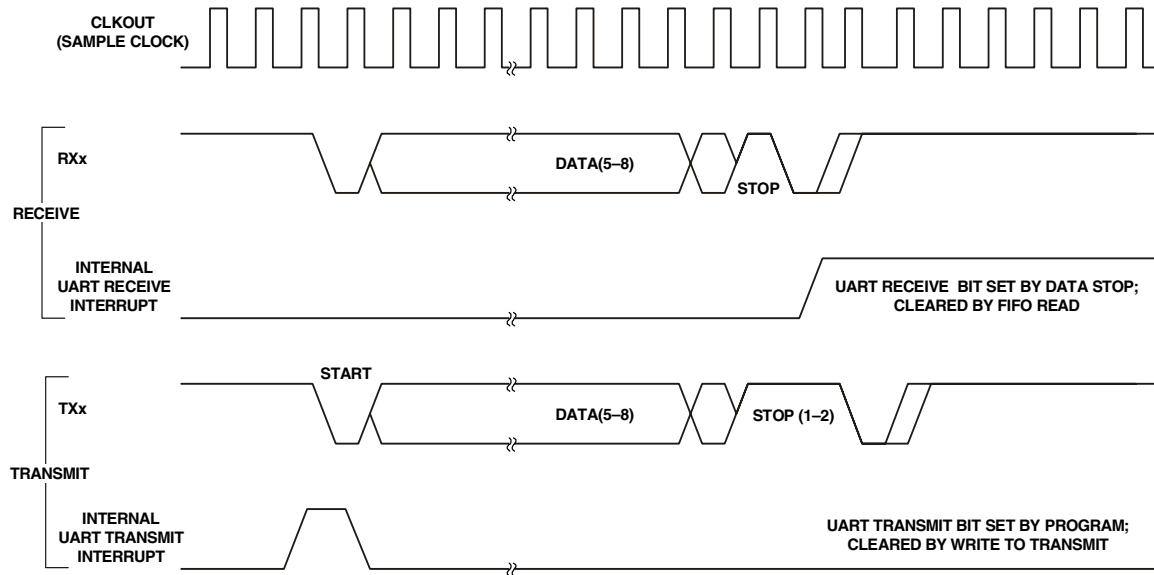 CLKOUT
(SAMPLE CLOCK)
RXx
DATA(5–8)
STOP
RECEIVE
INTERNAL
UART RECEIVE
INTERRUPT
UART RECEIVE BIT SET BY DATA STOP;
CLEARED BY FIFO READ
START
TXx
DATA(5–8)
STOP (1–2)
TRANSMIT
INTERNAL
UART TRANSMIT
INTERRUPT
UART TRANSMIT BIT SET BY PROGRAM;
CLEARED BY WRITE TO TRANSMIT